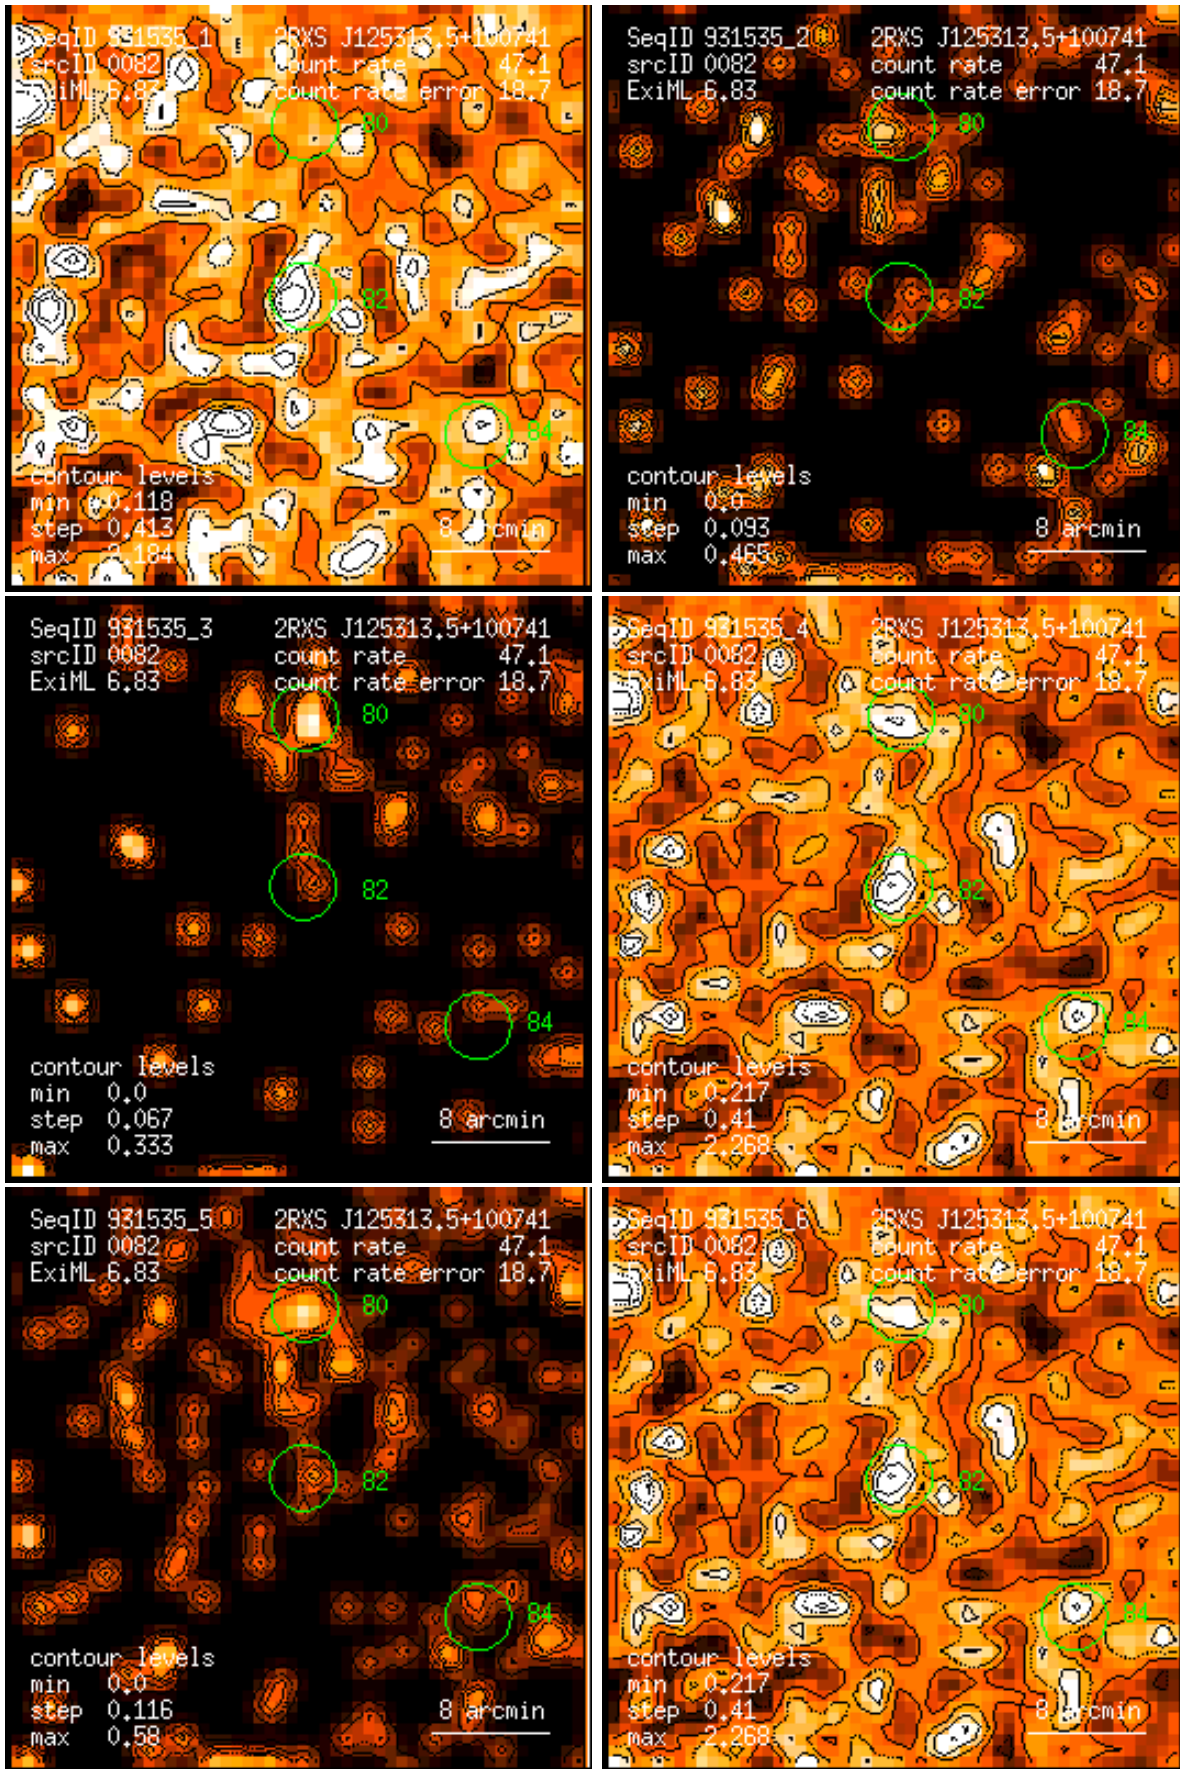 SeqID 931535_1 2RXS J125313.5+100741
srcID 0082 count rate 47.1
ExiML 6.83 count rate error 18.7
80
82
84
contour levels
min 0.118
step 0.413
max 2.184
8 arcmin
SeqID 931535_2 2RXS J125313.5+100741
srcID 0082 count rate 47.1
ExiML 6.83 count rate error 18.7
80
82
84
contour levels
min 0.0
step 0.093
max 0.465
8 arcmin
SeqID 931535_3 2RXS J125313.5+100741
srcID 0082 count rate 47.1
ExiML 6.83 count rate error 18.7
80
82
84
contour levels
min 0.0
step 0.067
max 0.333
8 arcmin
SeqID 931535_4 2RXS J125313.5+100741
srcID 0082 count rate 47.1
ExiML 6.83 count rate error 18.7
80
82
84
contour levels
min 0.217
step 0.41
max 2.268
8 arcmin
SeqID 931535_5 2RXS J125313.5+100741
srcID 0082 count rate 47.1
ExiML 6.83 count rate error 18.7
80
82
84
contour levels
min 0.0
step 0.116
max 0.58
8 arcmin
SeqID 931535_6 2RXS J125313.5+100741
srcID 0082 count rate 47.1
ExiML 6.83 count rate error 18.7
80
82
84
contour levels
min 0.217
step 0.41
max 2.268
8 arcmin